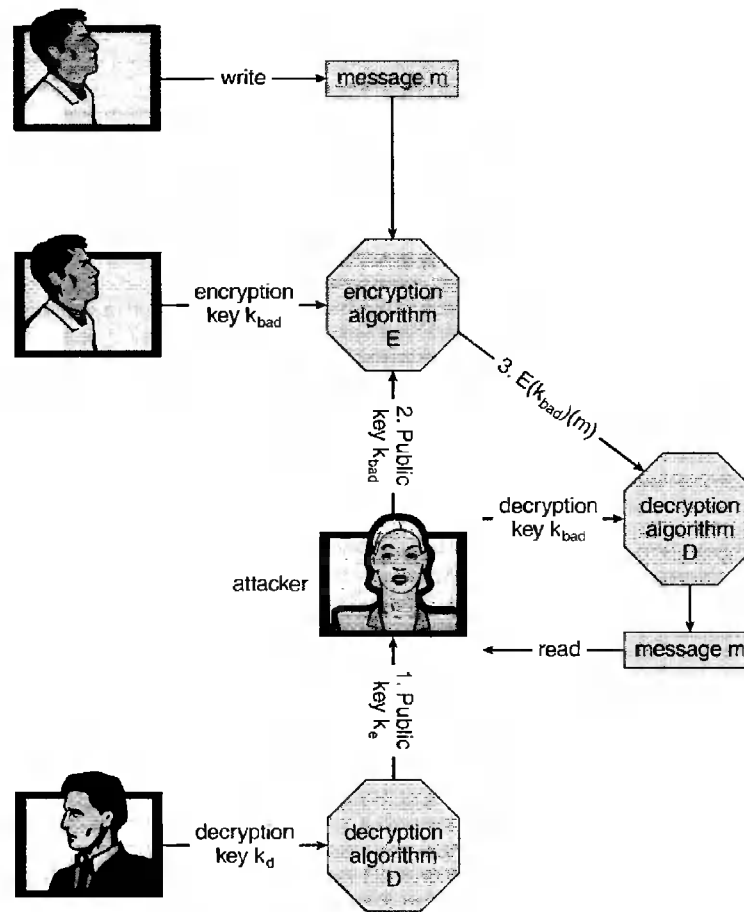 write
message m
encryption
key k_bad
encryption
algorithm
E
3. E(k_bad)(m)
2. Public
key k_bad
decryption
key k_bad
decryption
algorithm
D
attacker
read
message m
1. Public
key k_e
decryption
key k_d
decryption
algorithm
D